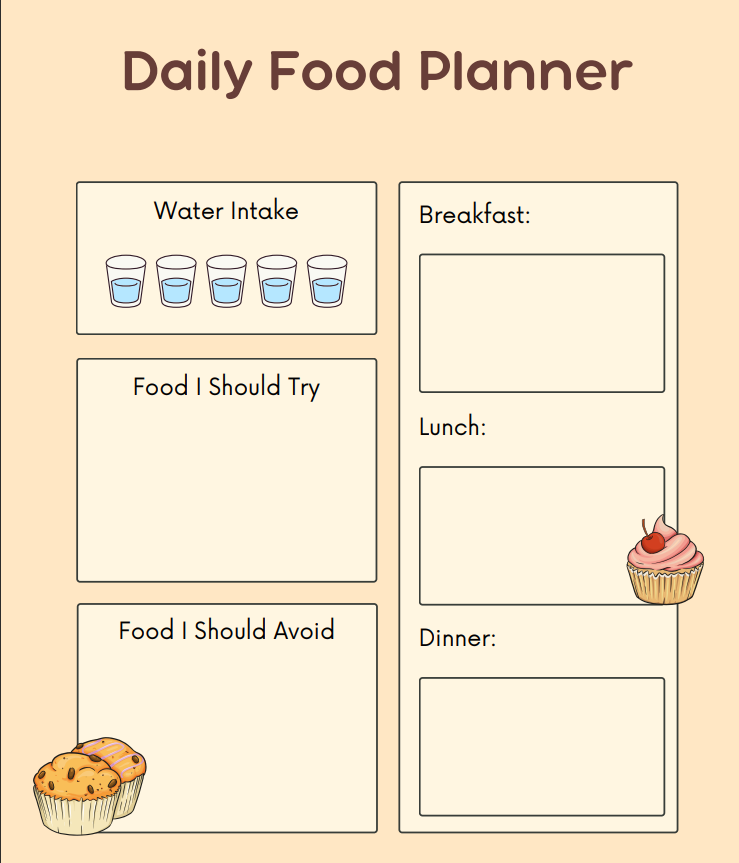 Daily Food Planner
Water Intake
Food I Should Try
Food I Should Avoid
Breakfast:
Lunch:
Dinner: